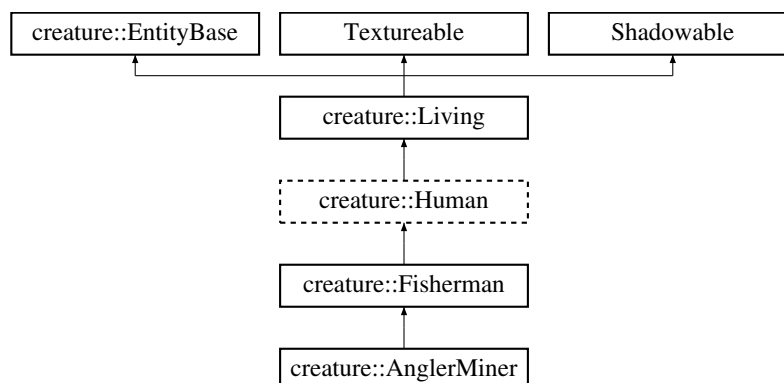 creature::EntityBase
Textureable
Shadowable
creature::Living
creature::Human
creature::Fisherman
creature::AnglerMiner